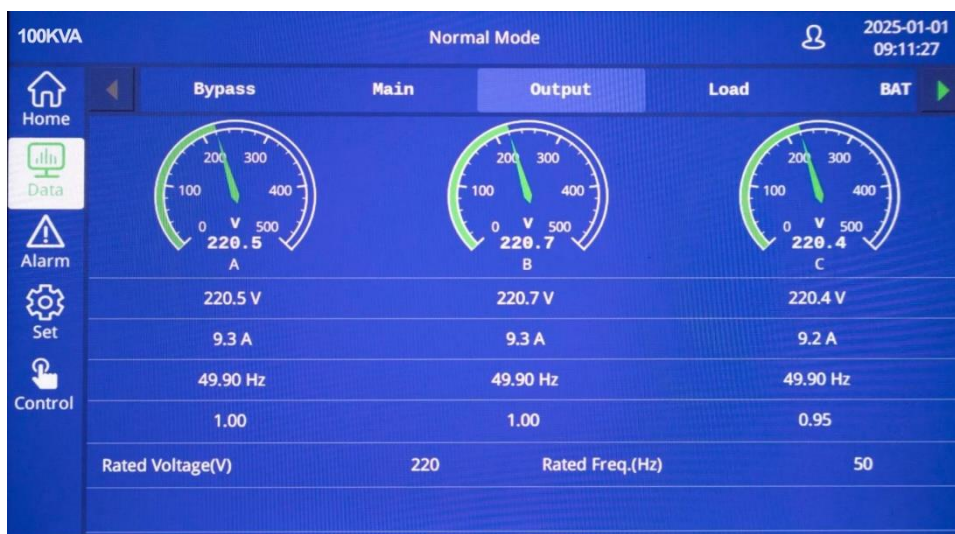 100KVA Normal Mode 2025-01-01
09:11:27
Home
Data
Alarm
Set
Control
Bypass Main Output Load BAT
0 100 200 300 400 500
V
220.5
A
0 100 200 300 400 500
V
220.7
B
0 100 200 300 400 500
V
220.4
C
220.5 V 220.7 V 220.4 V
9.3 A 9.3 A 9.2 A
49.90 Hz 49.90 Hz 49.90 Hz
1.00 1.00 0.95
Rated Voltage(V) 220 Rated Freq.(Hz) 50